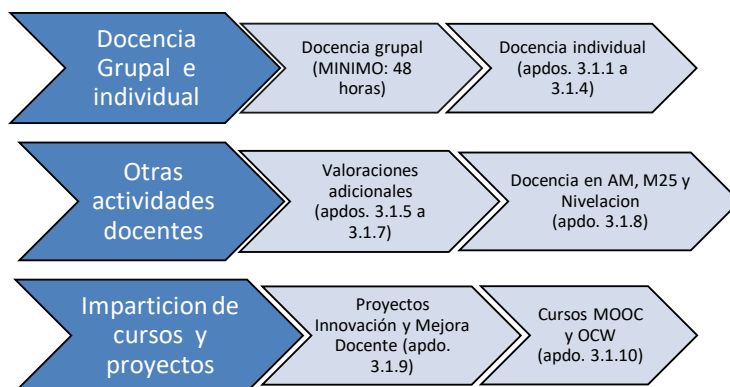 Docencia
Grupal e
individual
Docencia grupal
(MINIMO: 48
horas)
Docencia individual
(apdos. 3.1.1 a
3.1.4)
Otras
actividades
docentes
Valoraciones
adicionales
(apdos. 3.1.5 a
3.1.7)
Docencia en AM, M25 y
Nivelacion
(apdo. 3.1.8)
Imparticion de
cursos y
proyectos
Proyectos
Innovación y Mejora
Docente (apdo.
3.1.9)
Cursos MOOC
y OCW
(apdo. 3.1.10)